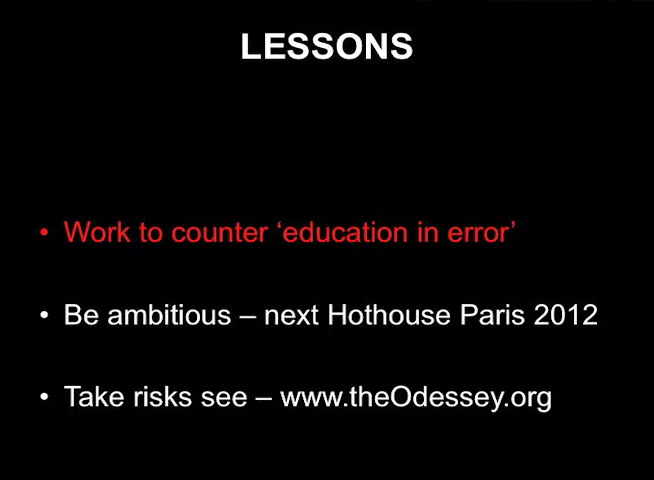 LESSONS
• Work to counter ‘education in error’
• Be ambitious – next Hothouse Paris 2012
• Take risks see – www.theOdessey.org